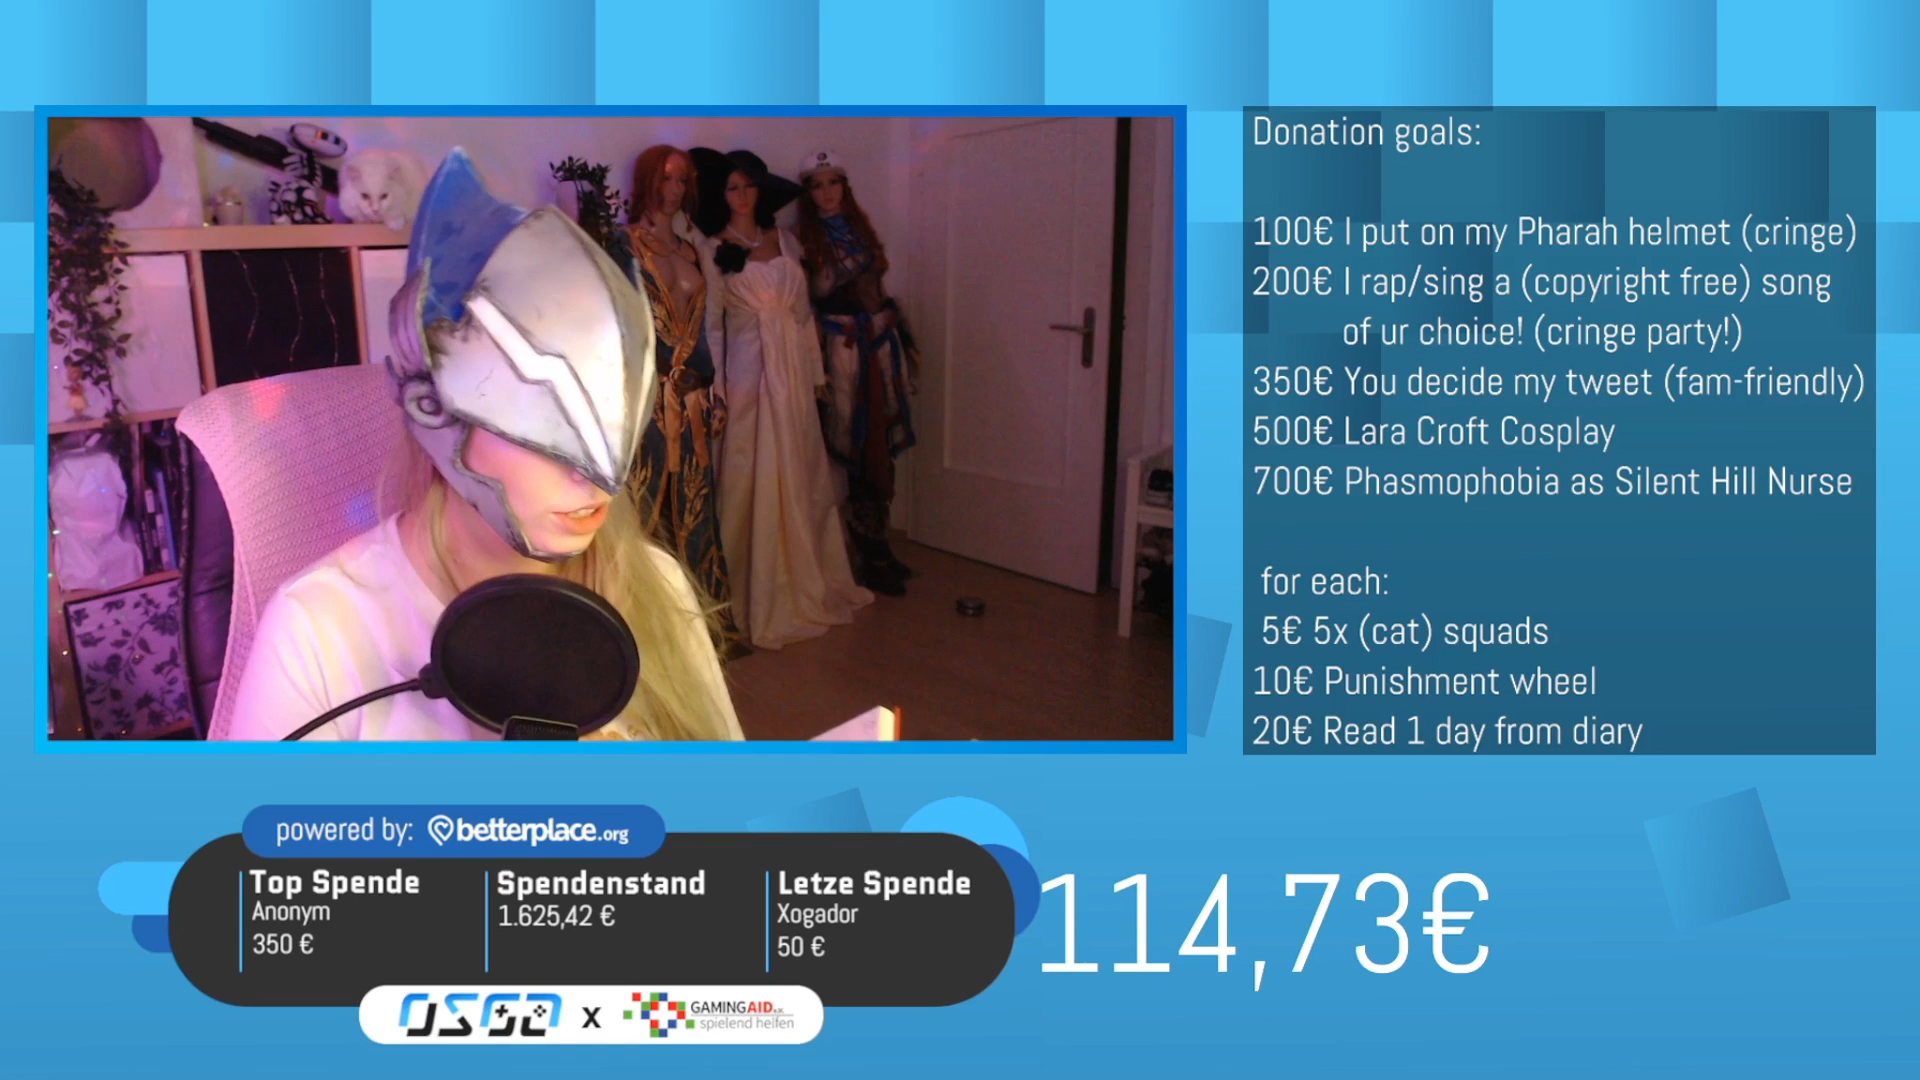 Donation goals:
100€ I put on my Pharah helmet (cringe)
200€ I rap/sing a (copyright free) song
of ur choice! (cringe party!)
350€ You decide my tweet (fam-friendly)
500€ Lara Croft Cosplay
700€ Phasmophobia as Silent Hill Nurse
for each:
5€ 5x (cat) squads
10€ Punishment wheel
20€ Read 1 day from diary
powered by: betterplace.org
Top Spende
Anonym
350 €
Spendenstand
1.625,42 €
Letze Spende
Xogador
50 €
114,73€
x
GAMINGAID e.V.
spielend helfen